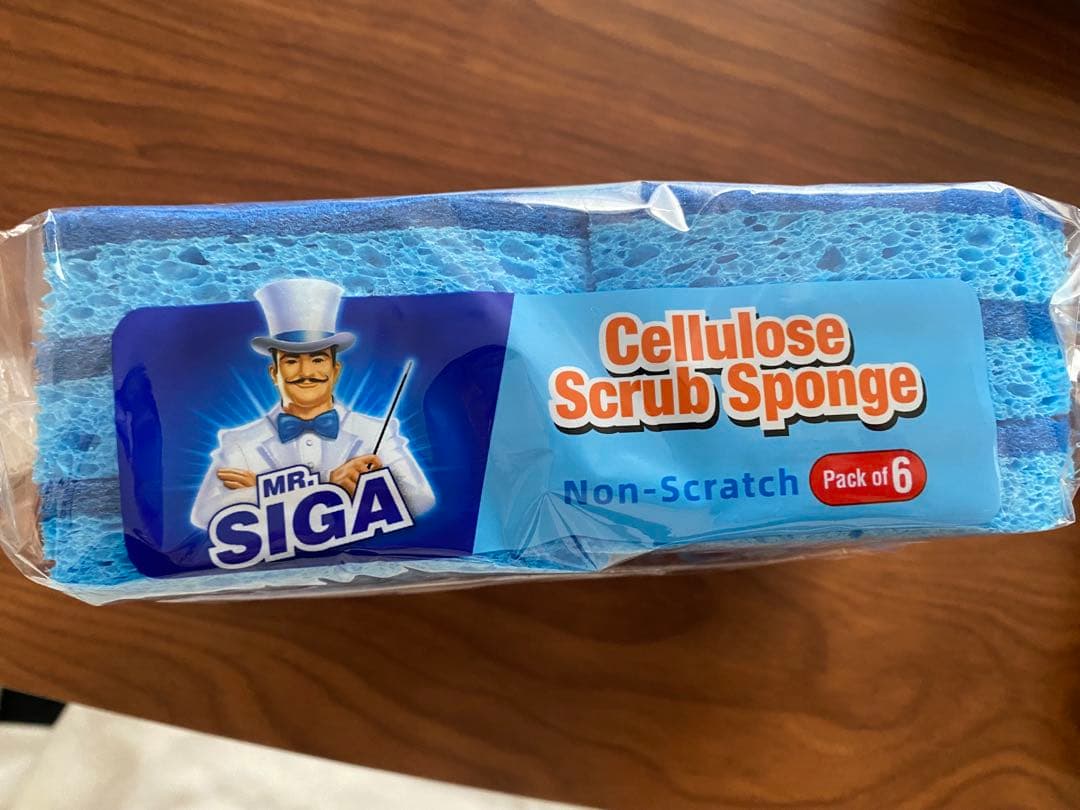 MR.
SIGA
Cellulose
Scrub Sponge
Non-Scratch
Pack of 6